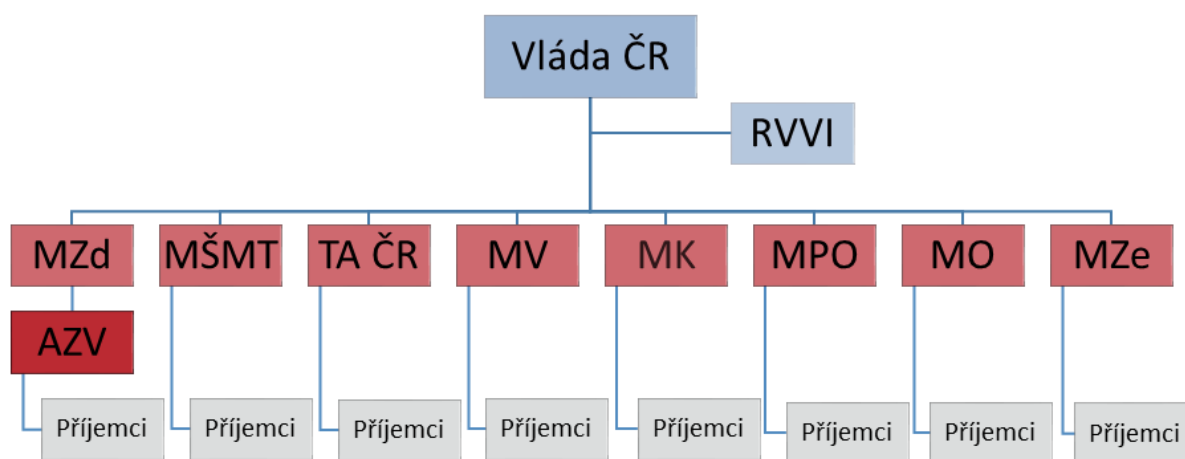 Vláda ČR
RVVI
MZd
MŠMT
TA ČR
MV
MK
MPO
MO
MZe
AZV
Příjemci
Příjemci
Příjemci
Příjemci
Příjemci
Příjemci
Příjemci
Příjemci